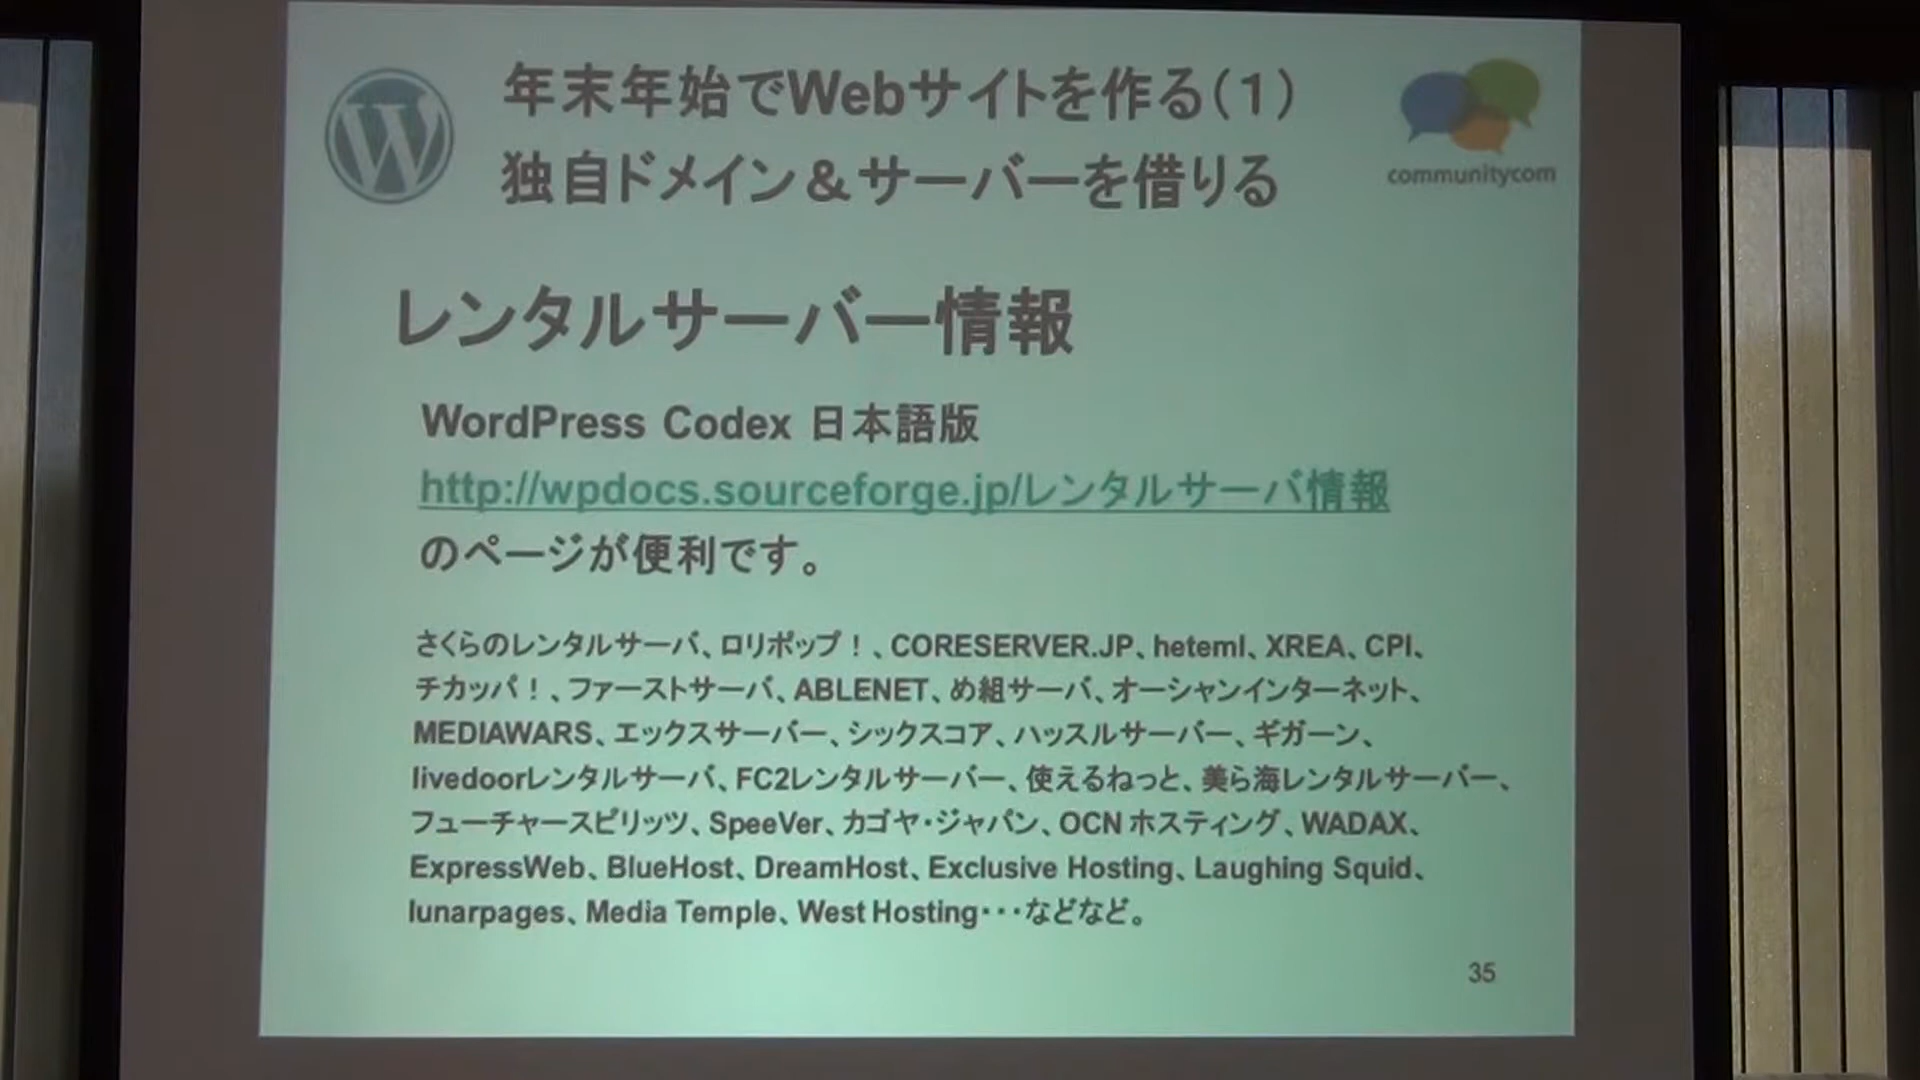 年末年始でWebサイトを作る（１）
独自ドメイン＆サーバーを借りる
communitycom
レンタルサーバー情報
WordPress Codex 日本語版
http://wpdocs.sourceforge.jp/レンタルサーバ情報
のページが便利です。
さくらのレンタルサーバ、ロリポップ！、CORESERVER.JP、heteml、XREA、CPI、
チカッパ！、ファーストサーバ、ABLENET、め組サーバ、オーシャンインターネット、
MEDIAWARS、エックスサーバー、シックスコア、ハッスルサーバー、ギガーン、
livedoorレンタルサーバ、FC2レンタルサーバー、使えるねっと、美ら海レンタルサーバー、
フューチャースピリッツ、SpeeVer、カゴヤ・ジャパン、OCN ホスティング、WADAX、
ExpressWeb、BlueHost、DreamHost、Exclusive Hosting、Laughing Squid、
lunarpages、Media Temple、West Hosting･･･などなど。
35